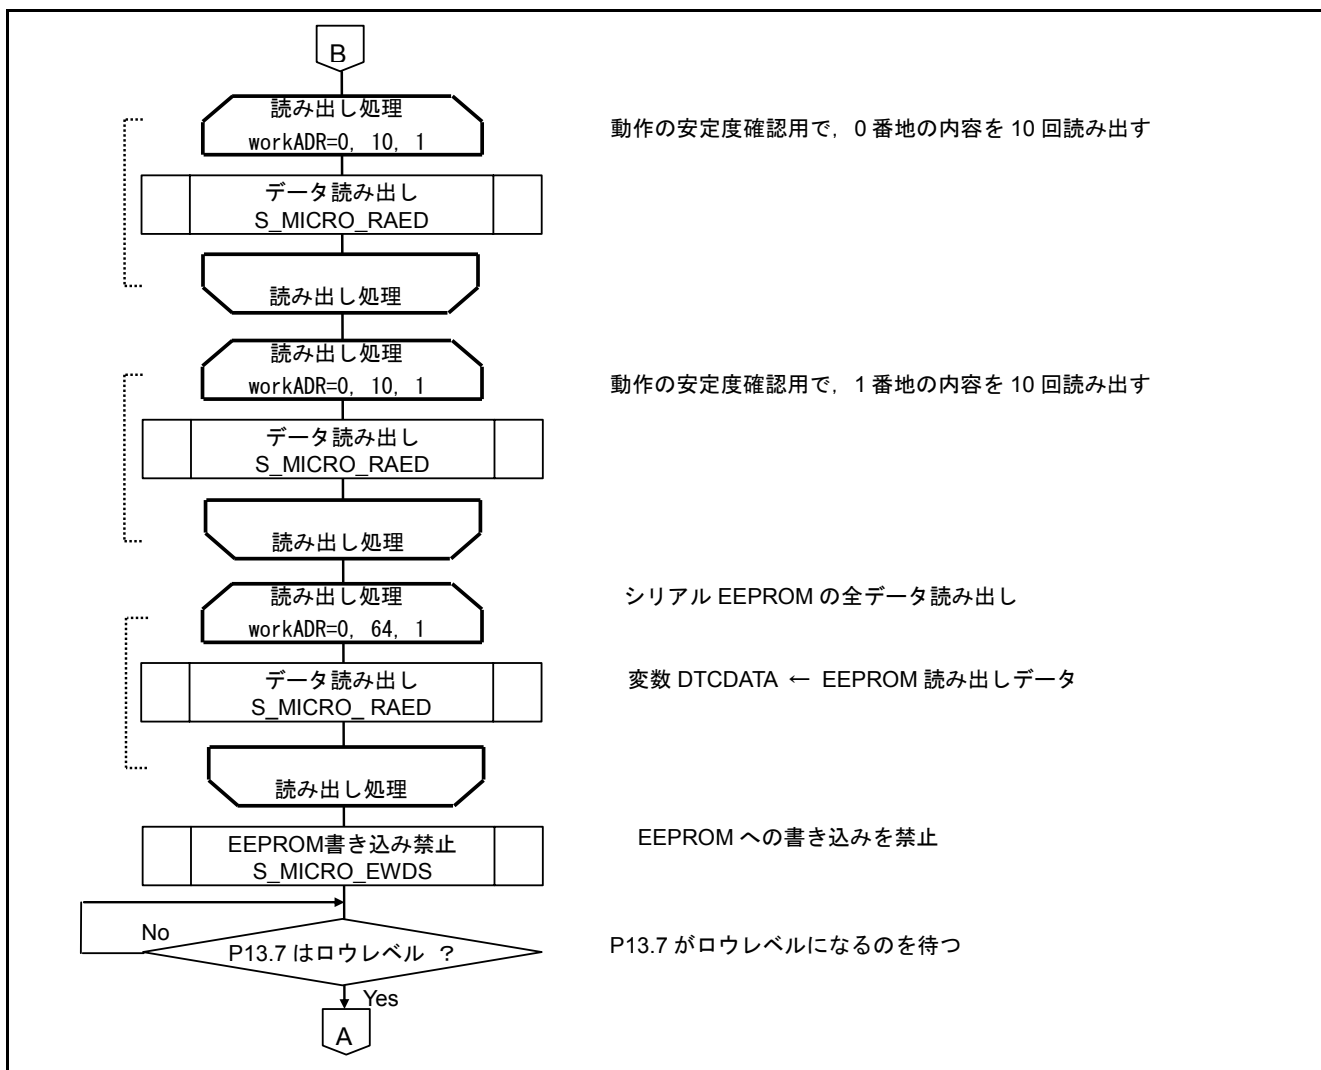 B
読み出し処理
workADR=0, 10, 1
動作の安定度確認用で，0 番地の内容を 10 回読み出す
データ読み出し
S_MICRO_RAED
読み出し処理
読み出し処理
workADR=0, 10, 1
動作の安定度確認用で，1 番地の内容を 10 回読み出す
データ読み出し
S_MICRO_RAED
読み出し処理
読み出し処理
workADR=0, 64, 1
シリアル EEPROM の全データ読み出し
データ読み出し
S_MICRO_ RAED
変数 DTCDATA ← EEPROM 読み出しデータ
読み出し処理
EEPROM書き込み禁止
S_MICRO_EWDS
EEPROM への書き込みを禁止
No
P13.7 はロウレベル ？
P13.7 がロウレベルになるのを待つ
Yes
A